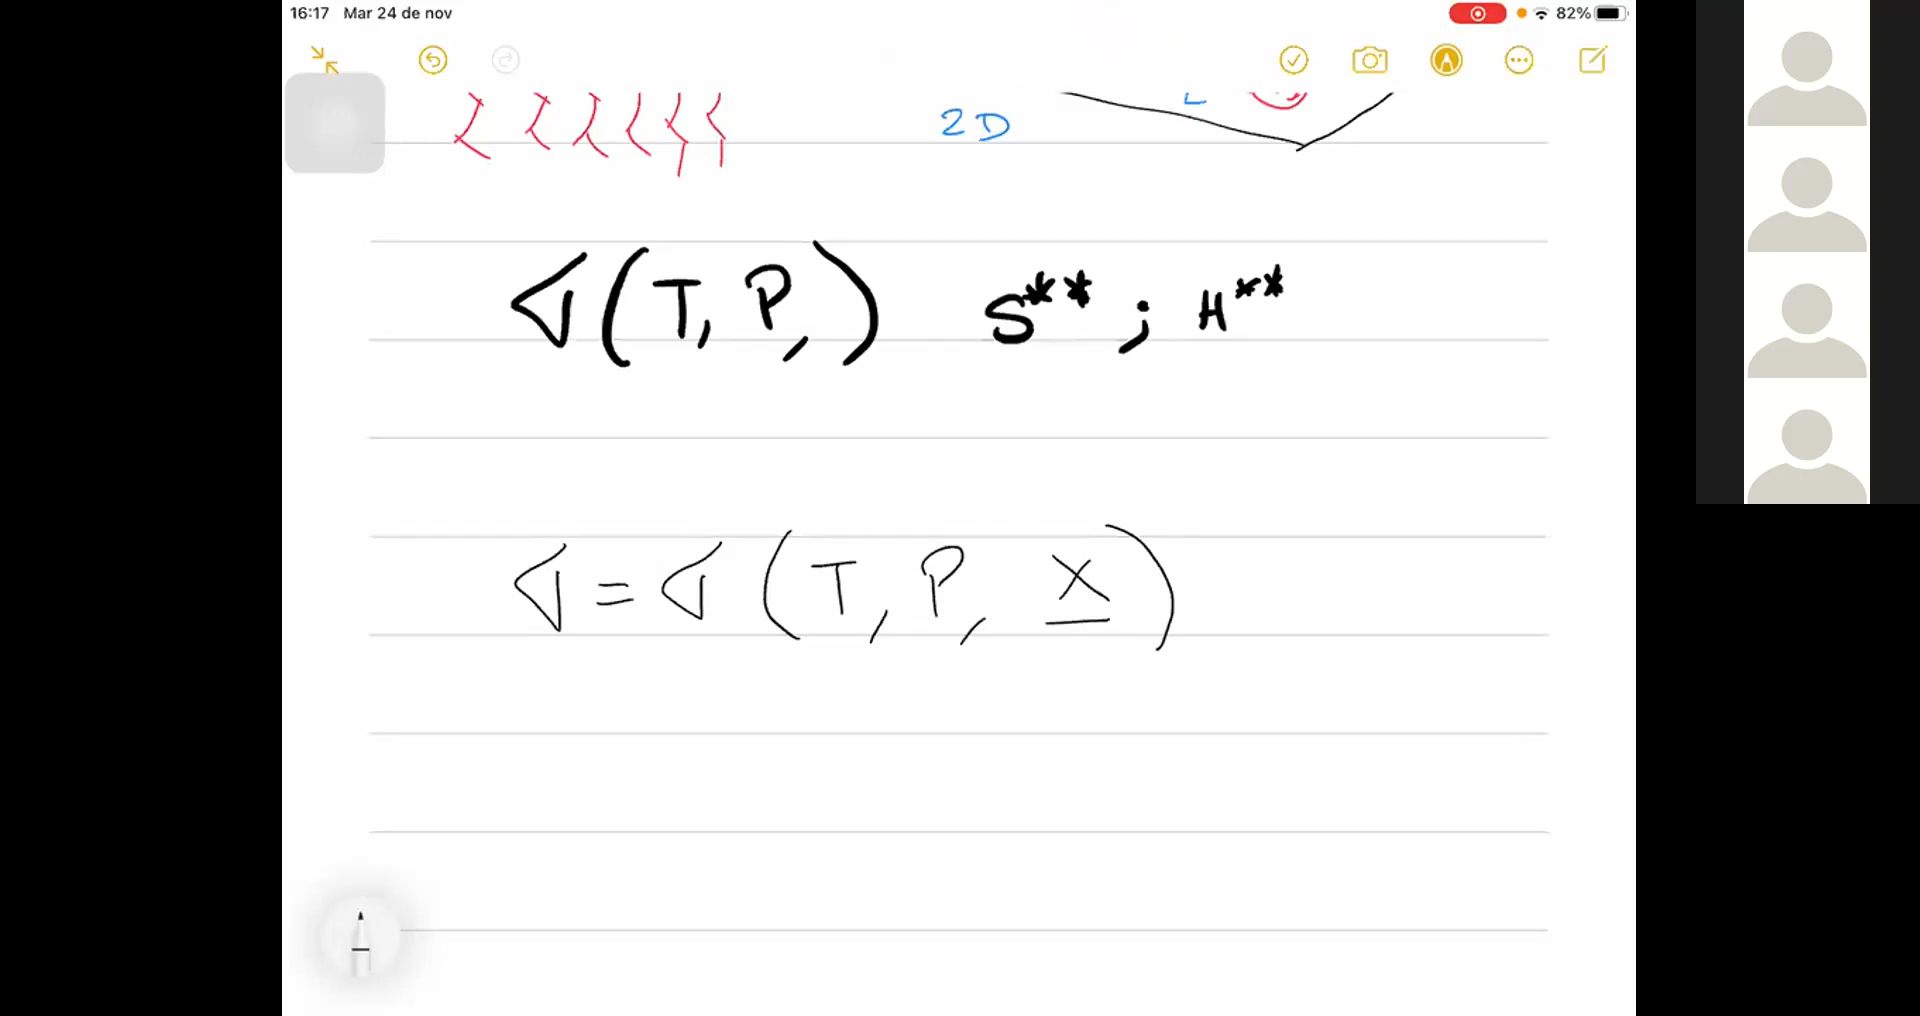 16:17 Mar 24 de nov 82%
2D
σ(T, P, ) S** ; H**
σ = σ (T, P, X)